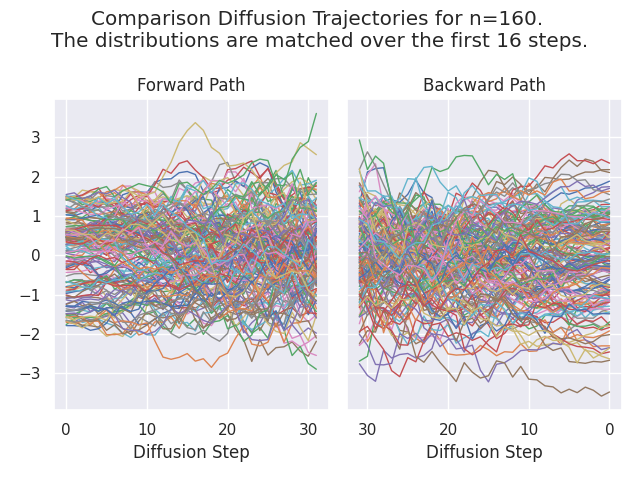 Comparison Diffusion Trajectories for n=160.
The distributions are matched over the first 16 steps.
Forward Path
Backward Path
3
2
1
0
−1
−2
−3
0 10 20 30
30 20 10 0
Diffusion Step
Diffusion Step